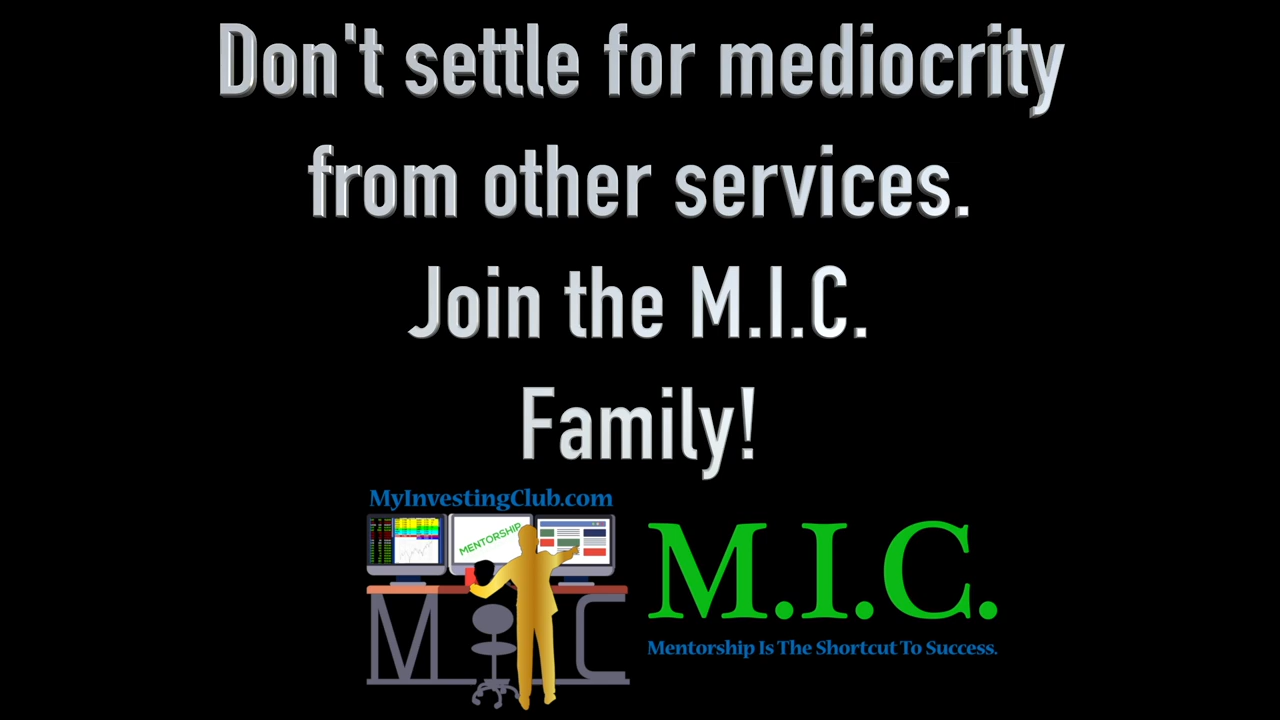 Don't settle for mediocrity
from other services.
Join the M.I.C.
Family!
MyInvestingClub.com
MENTORSHIP
M.I.C.
MIC
Mentorship Is The Shortcut To Success.